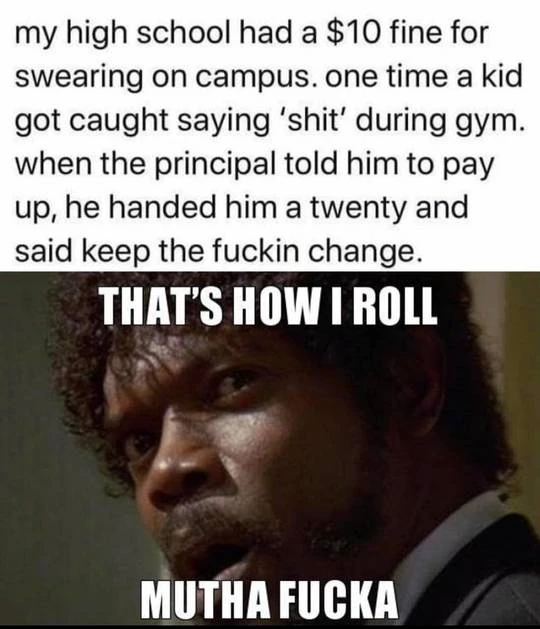 my high school had a $10 fine for
swearing on campus. one time a kid
got caught saying 'shit' during gym.
when the principal told him to pay
up, he handed him a twenty and
said keep the fuckin change.
THAT'S HOW I ROLL
MUTHA FUCKA